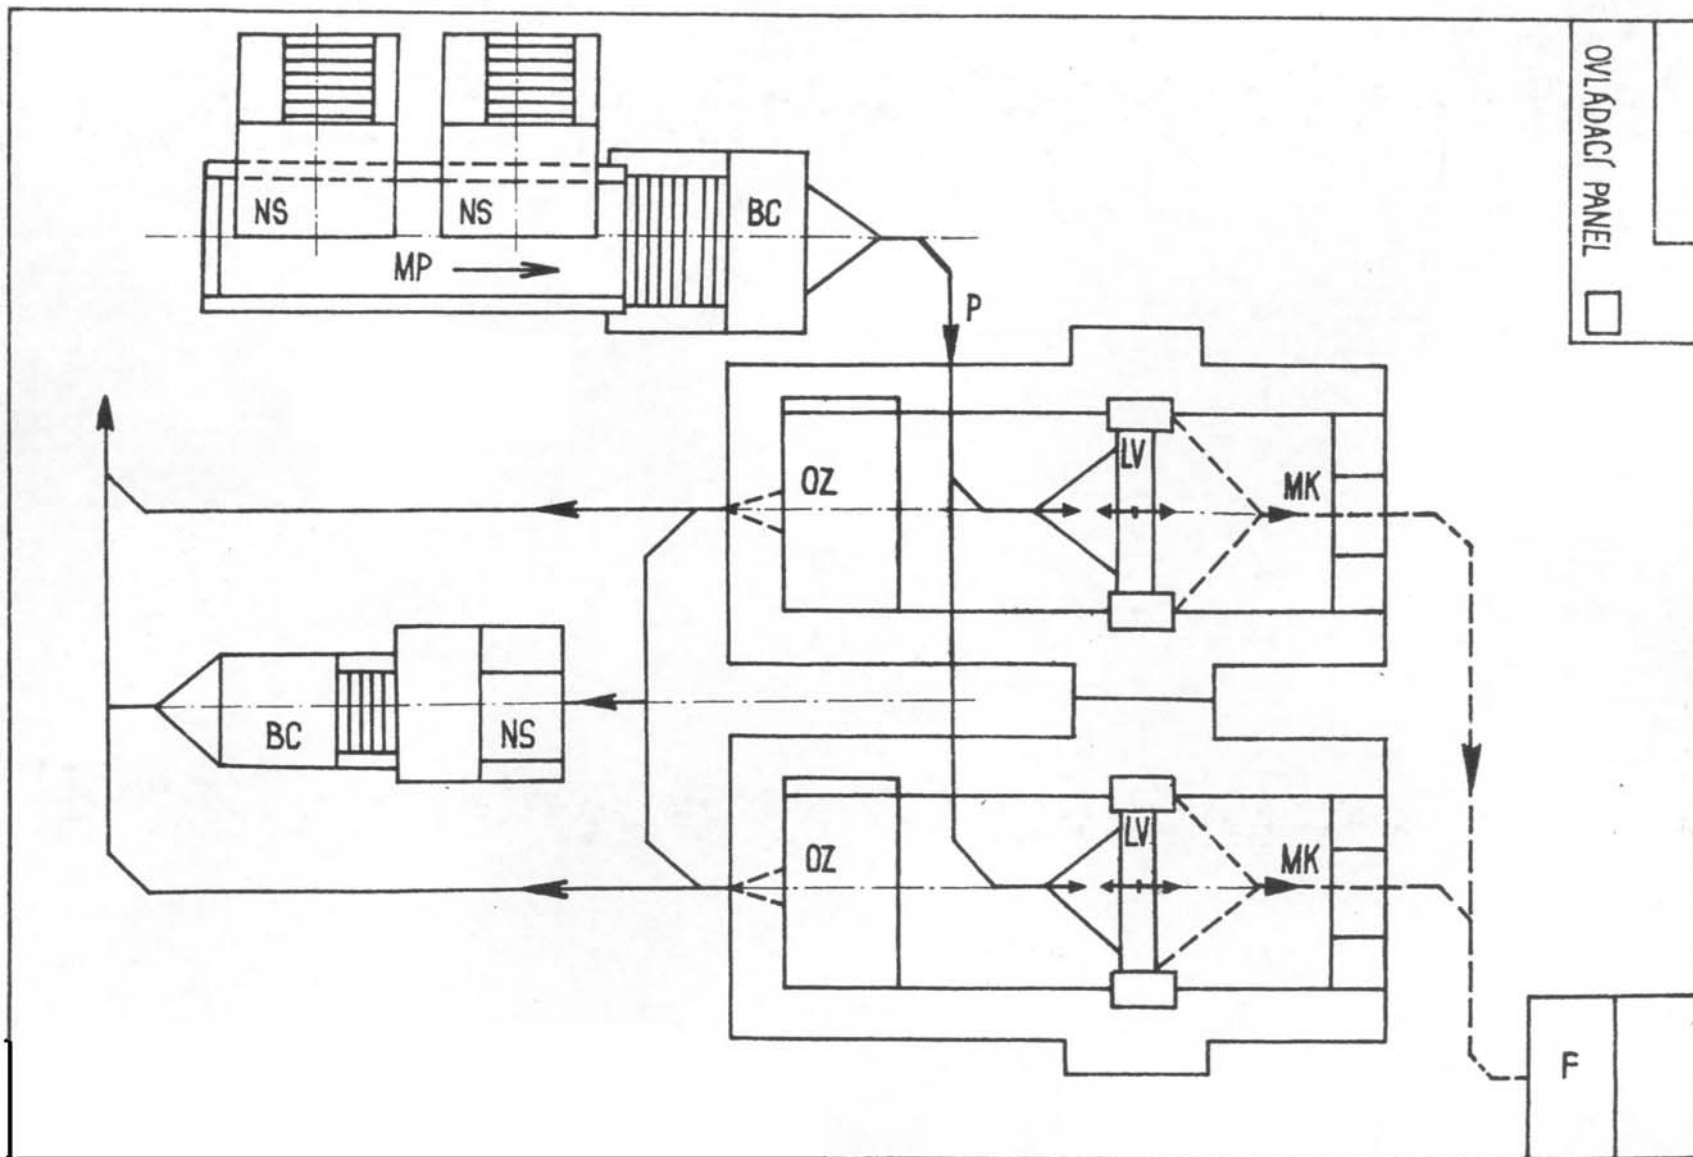 OVLÁDACÍ PANEL
NS
NS
BC
MP
P
LV
OZ
MK
BC
NS
LV
OZ
MK
F